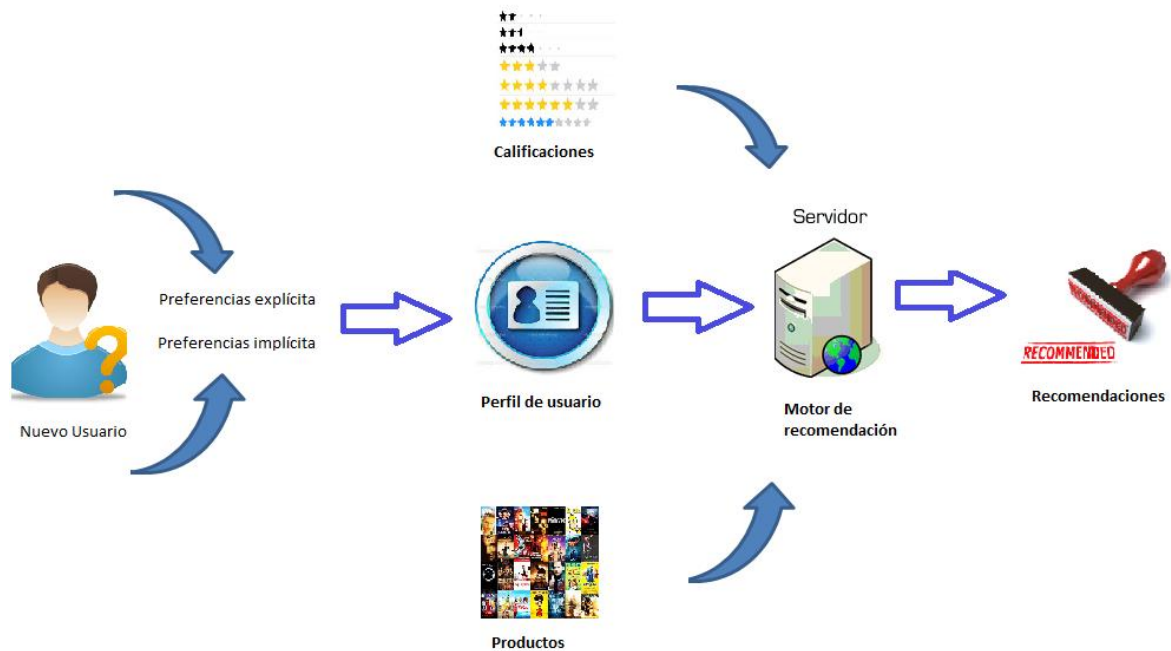 Calificaciones
Servidor
Preferencias explícita
Preferencias implícita
Nuevo Usuario
Perfil de usuario
Motor de
recomendación
RECOMMENDED
Recomendaciones
Productos